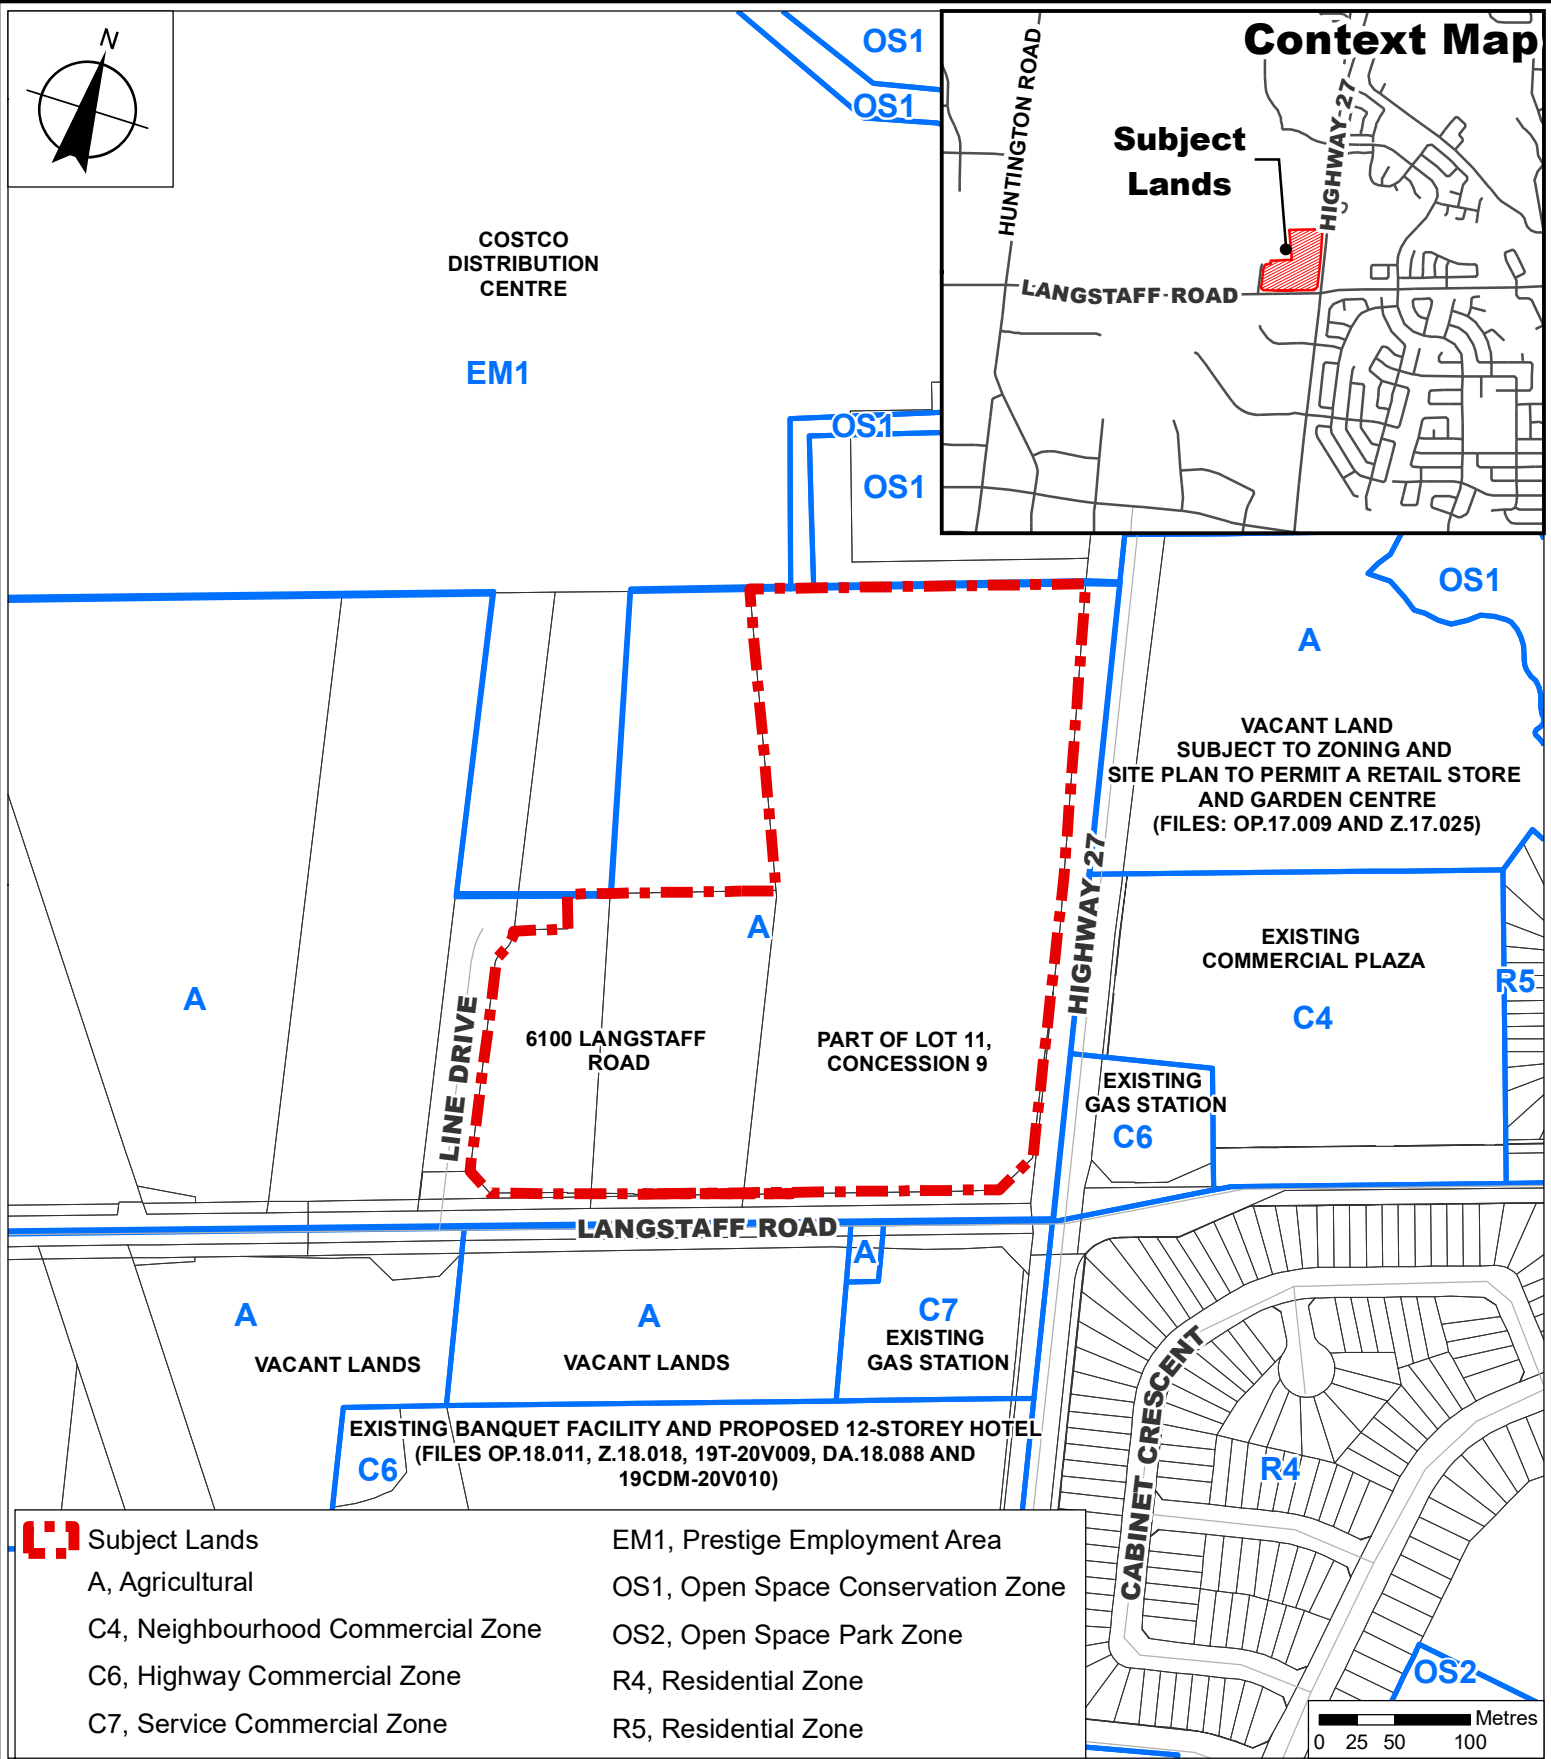 N
OS1
OS1
Context Map
HUNTINGTON ROAD
HIGHWAY 27
Subject
Lands
LANGSTAFF ROAD
COSTCO
DISTRIBUTION
CENTRE
EM1
OS1
OS1
OS1
A
VACANT LAND
SUBJECT TO ZONING AND
SITE PLAN TO PERMIT A RETAIL STORE
AND GARDEN CENTRE
(FILES: OP.17.009 AND Z.17.025)
HIGHWAY 27
A
EXISTING
COMMERCIAL PLAZA
R5
A
C4
LINE DRIVE
6100 LANGSTAFF
ROAD
PART OF LOT 11,
CONCESSION 9
EXISTING
GAS STATION
C6
LANGSTAFF ROAD
A
A
A
C7
EXISTING
GAS STATION
VACANT LANDS
VACANT LANDS
CABINET CRESCENT
EXISTING BANQUET FACILITY AND PROPOSED 12-STOREY HOTEL
(FILES OP.18.011, Z.18.018, 19T-20V009, DA.18.088 AND
19CDM-20V010)
C6
R4
Subject Lands
A, Agricultural
C4, Neighbourhood Commercial Zone
C6, Highway Commercial Zone
C7, Service Commercial Zone
EM1, Prestige Employment Area
OS1, Open Space Conservation Zone
OS2, Open Space Park Zone
R4, Residential Zone
R5, Residential Zone
OS2
Metres
0 25 50 100